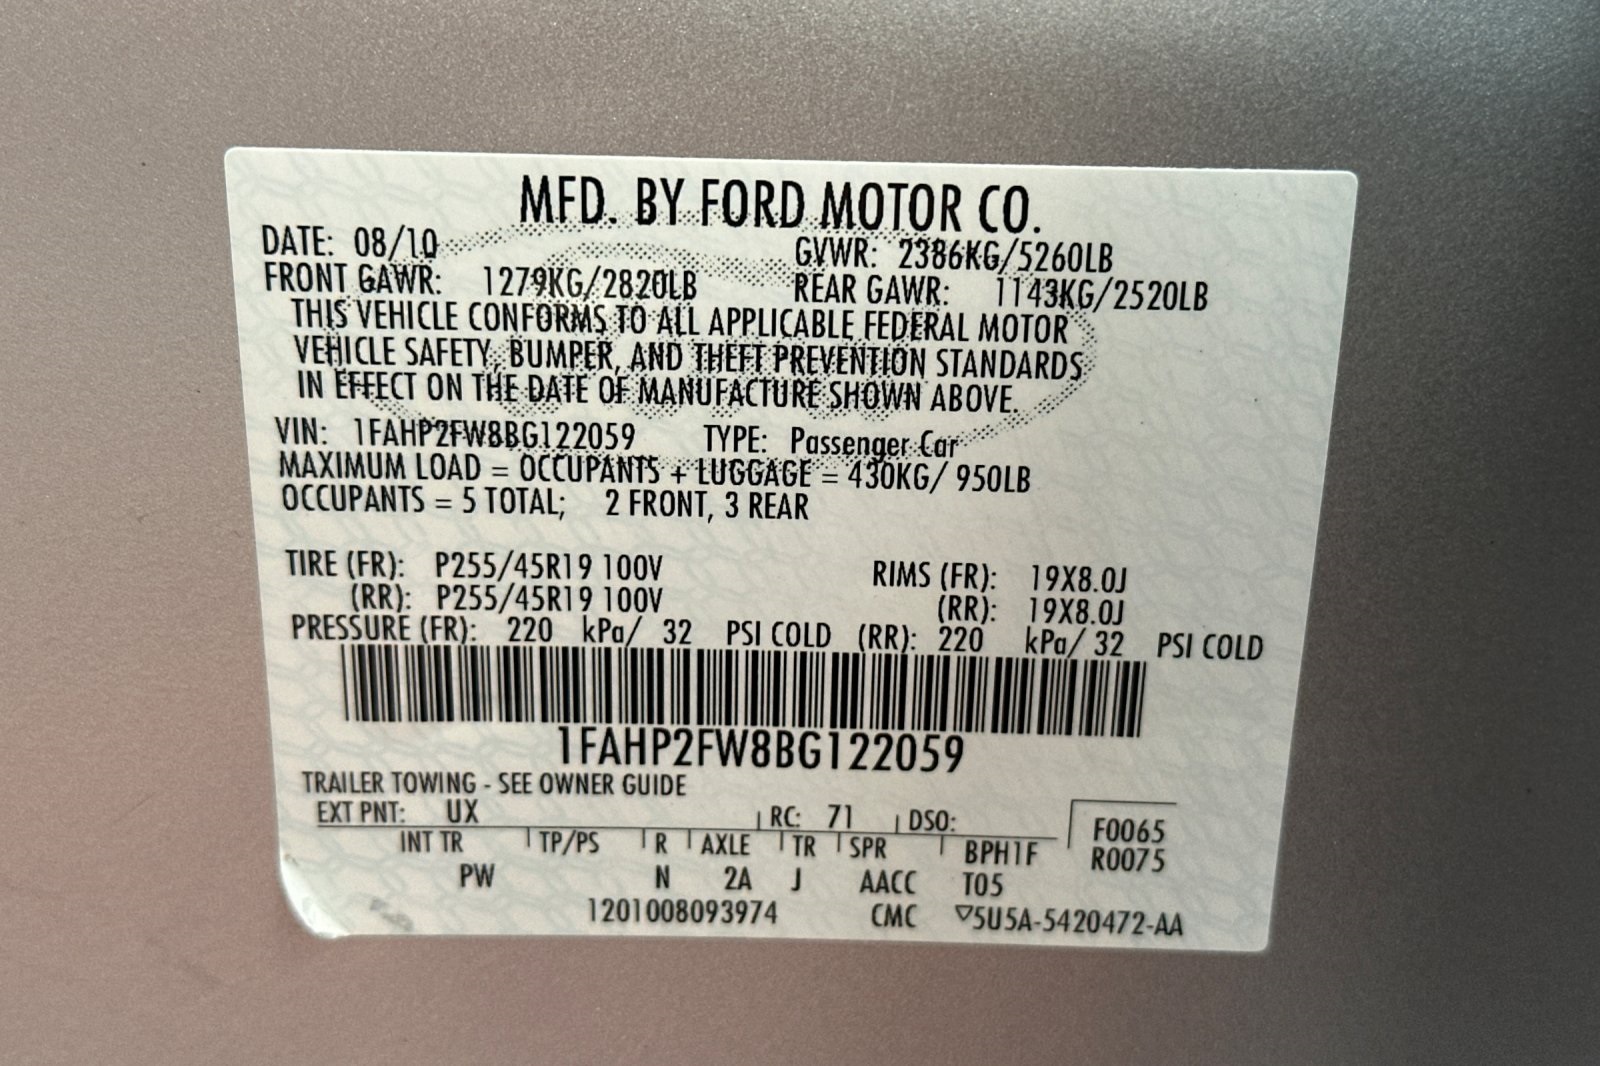 MFD. BY FORD MOTOR CO.
DATE: 08/10 GVWR: 2386KG/5260LB
FRONT GAWR: 1279KG/2820LB REAR GAWR: 1143KG/2520LB
THIS VEHICLE CONFORMS TO ALL APPLICABLE FEDERAL MOTOR
VEHICLE SAFETY, BUMPER, AND THEFT PREVENTION STANDARDS
IN EFFECT ON THE DATE OF MANUFACTURE SHOWN ABOVE.
VIN: 1FAHP2FW8BG122059 TYPE: Passenger Car
MAXIMUM LOAD = OCCUPANTS + LUGGAGE = 430KG/ 950LB
OCCUPANTS = 5 TOTAL; 2 FRONT, 3 REAR
TIRE (FR): P255/45R19 100V RIMS (FR): 19X8.0J
(RR): P255/45R19 100V (RR): 19X8.0J
PRESSURE (FR): 220 kPa/ 32 PSI COLD (RR): 220 kPa/ 32 PSI COLD
1FAHP2FW8BG122059
TRAILER TOWING - SEE OWNER GUIDE
EXT PNT: UX RC: 71 DSO: F0065
INT TR TP/PS R AXLE TR SPR BPH1F R0075
PW N 2A J AACC T05
1201008093974 CMC ▽5U5A-5420472-AA